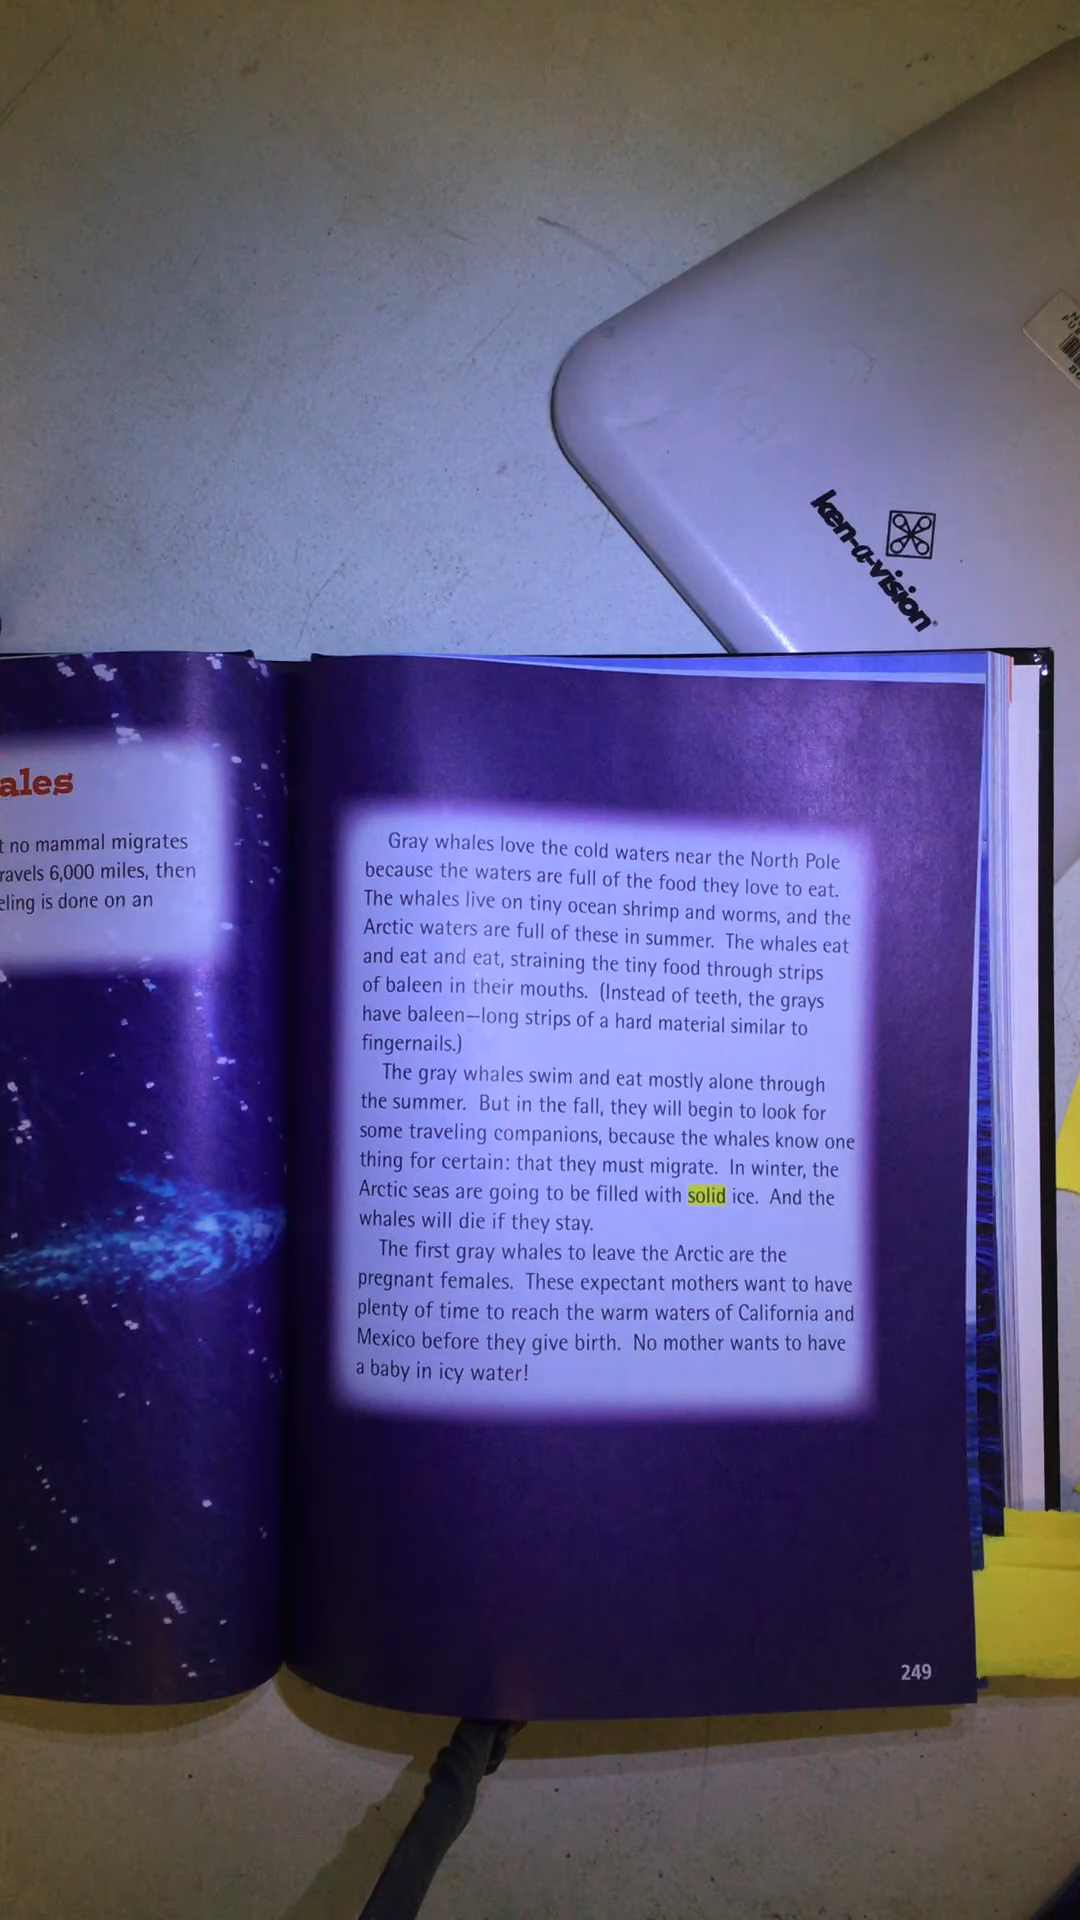 ken-a-vision
ales
no mammal migrates
travels 6,000 miles, then
eling is done on an
Gray whales love the cold waters near the North Pole
because the waters are full of the food they love to eat.
The whales live on tiny ocean shrimp and worms, and the
Arctic waters are full of these in summer. The whales eat
and eat and eat, straining the tiny food through strips
of baleen in their mouths. (Instead of teeth, the grays
have baleen—long strips of a hard material similar to
fingernails.)
The gray whales swim and eat mostly alone through
the summer. But in the fall, they will begin to look for
some traveling companions, because the whales know one
thing for certain: that they must migrate. In winter, the
Arctic seas are going to be filled with solid ice. And the
whales will die if they stay.
The first gray whales to leave the Arctic are the
pregnant females. These expectant mothers want to have
plenty of time to reach the warm waters of California and
Mexico before they give birth. No mother wants to have
a baby in icy water!
249